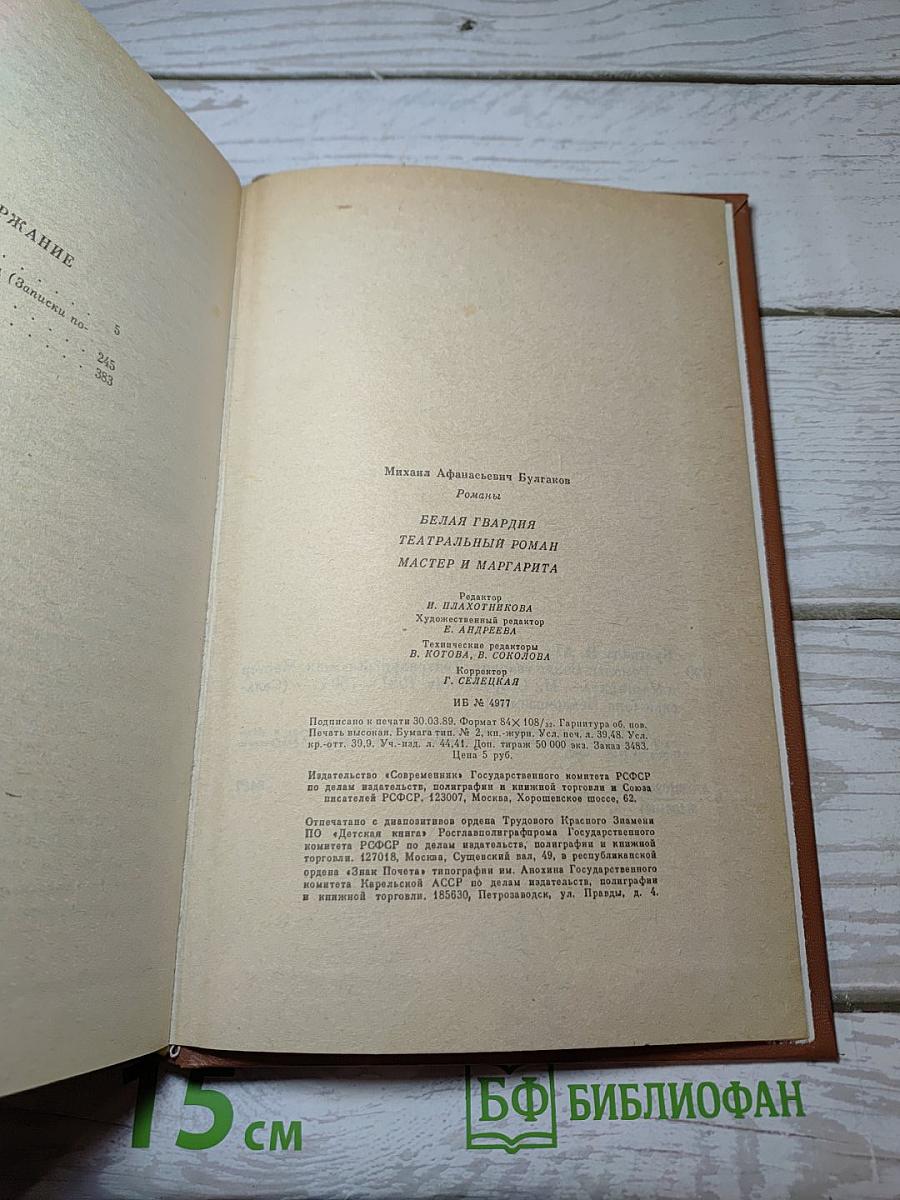 РЖАНИЕ
5
(Записки по-
245
383
Михаил Афанасьевич Булгаков
Романы
БЕЛАЯ ГВАРДИЯ
ТЕАТРАЛЬНЫЙ РОМАН
МАСТЕР И МАРГАРИТА
Редактор
И. ПЛАХОТНИКОВА
Художественный редактор
Е. АНДРЕЕВА
Технические редакторы
В. КОТОВА, В. СОКОЛОВА
Корректор
Г. СЕЛЕЦКАЯ
ИБ № 4977
Подписано к печати 30.03.89. Формат 84×108/32. Гарнитура об. нов.
Печать высокая. Бумага тип. № 2, кн.-журн. Усл. печ. л. 39,48. Усл.
кр.-отт. 39,9. Уч.-изд. л. 44,41. Доп. тираж 50 000 экз. Заказ 3483.
Цена 5 руб.
Издательство «Современник» Государственного комитета РСФСР
по делам издательств, полиграфии и книжной торговли и Союза
писателей РСФСР. 123007, Москва, Хорошевское шоссе, 62.
Отпечатано с диапозитивов ордена Трудового Красного Знамени
ПО «Детская книга» Росглавполиграфпрома Государственного
комитета РСФСР по делам издательств, полиграфии и книжной
торговли. 127018, Москва, Сущевский вал, 49, в республиканской
ордена «Знак Почета» типографии им. Анохина Государственного
комитета Карельской АССР по делам издательств, полиграфии
и книжной торговли. 185630, Петрозаводск, ул. Правды, д. 4.
15 см
БФ БИБЛИОФАН